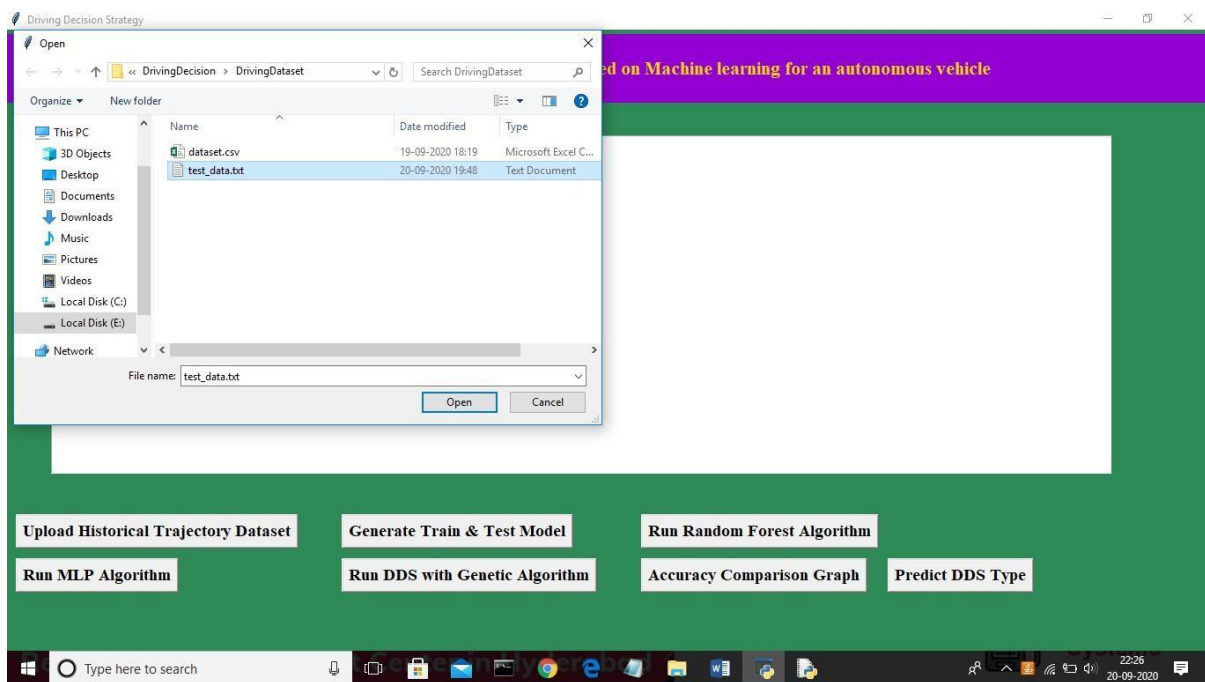 Driving Decision Strategy
Open
ed on Machine learning for an autonomous vehicle
« DrivingDecision > DrivingDataset
Search DrivingDataset
Organize
New folder
Name
Date modified
Type
This PC
3D Objects
Desktop
Documents
Downloads
Music
Pictures
Videos
Local Disk (C:)
Local Disk (E:)
Network
dataset.csv 19-09-2020 18:19 Microsoft Excel C...
test_data.txt 20-09-2020 19:48 Text Document
File name: test_data.txt
Open
Cancel
Upload Historical Trajectory Dataset
Generate Train & Test Model
Run Random Forest Algorithm
Run MLP Algorithm
Run DDS with Genetic Algorithm
Accuracy Comparison Graph
Predict DDS Type
Type here to search
22:26
20-09-2020